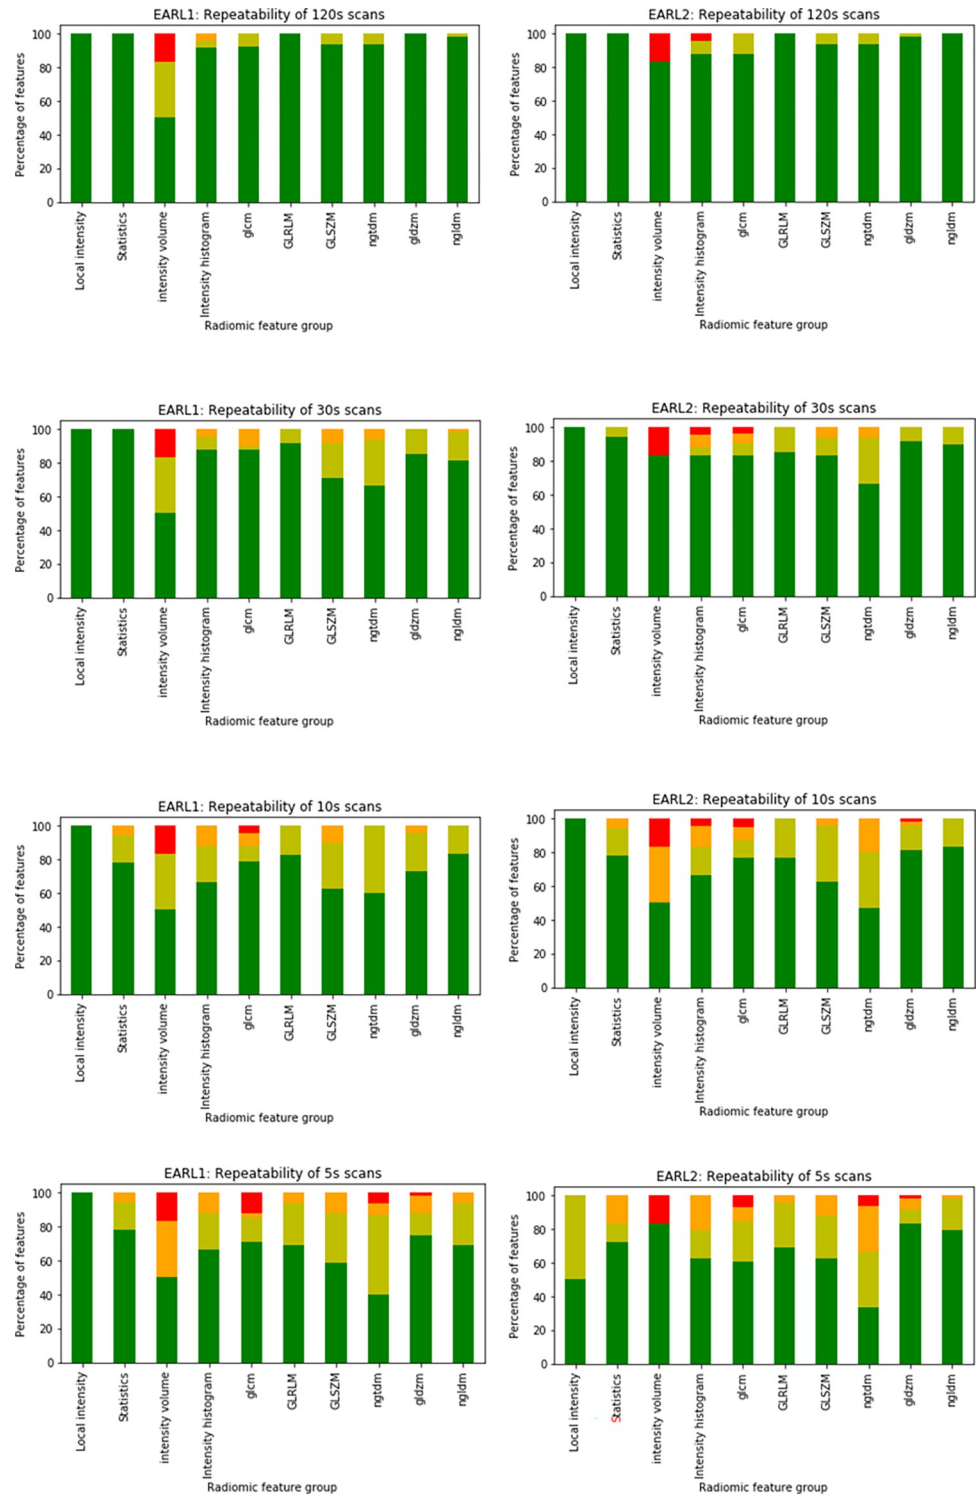 EARL1: Repeatability of 120s scans
Percentage of features
100
80
60
40
20
0
Local intensity
Statistics
intensity volume
Intensity histogram
glcm
GLRLM
GLSZM
ngtdm
gldzm
ngldm
Radiomic feature group
EARL2: Repeatability of 120s scans
Percentage of features
100
80
60
40
20
0
Local intensity
Statistics
intensity volume
Intensity histogram
glcm
GLRLM
GLSZM
ngtdm
gldzm
ngldm
Radiomic feature group
EARL1: Repeatability of 30s scans
Percentage of features
100
80
60
40
20
0
Local intensity
Statistics
intensity volume
Intensity histogram
glcm
GLRLM
GLSZM
ngtdm
gldzm
ngldm
Radiomic feature group
EARL2: Repeatability of 30s scans
Percentage of features
100
80
60
40
20
0
Local intensity
Statistics
intensity volume
Intensity histogram
glcm
GLRLM
GLSZM
ngtdm
gldzm
ngldm
Radiomic feature group
EARL1: Repeatability of 10s scans
Percentage of features
100
80
60
40
20
0
Local intensity
Statistics
intensity volume
Intensity histogram
glcm
GLRLM
GLSZM
ngtdm
gldzm
ngldm
Radiomic feature group
EARL2: Repeatability of 10s scans
Percentage of features
100
80
60
40
20
0
Local intensity
Statistics
intensity volume
Intensity histogram
glcm
GLRLM
GLSZM
ngtdm
gldzm
ngldm
Radiomic feature group
EARL1: Repeatability of 5s scans
Percentage of features
100
80
60
40
20
0
Local intensity
Statistics
intensity volume
Intensity histogram
glcm
GLRLM
GLSZM
ngtdm
gldzm
ngldm
Radiomic feature group
EARL2: Repeatability of 5s scans
Percentage of features
100
80
60
40
20
0
Local intensity
Statistics
intensity volume
Intensity histogram
glcm
GLRLM
GLSZM
ngtdm
gldzm
ngldm
Radiomic feature group